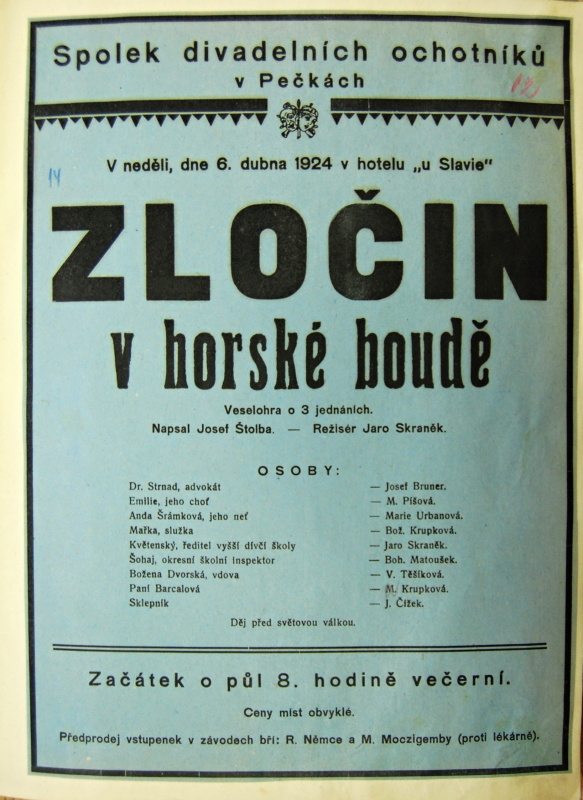 Spolek divadelních ochotníků
v Pečkách
V neděli, dne 6. dubna 1924 v hotelu „u Slavie"
14
ZLOČIN
v horské boudě
Veselohra o 3 jednáních.
Napsal Josef Štolba. — Režisér Jaro Skraněk.
OSOBY:
Dr. Strnad, advokát — Josef Bruner.
Emilie, jeho choť — M. Píšová.
Anda Šrámková, jeho neť — Marie Urbanová.
Mařka, služka — Bož. Krupková.
Květenský, ředitel vyšší dívčí školy — Jaro Skraněk.
Šohaj, okresní školní inspektor — Boh. Matoušek.
Božena Dvorská, vdova — V. Těšíková.
Paní Barcalová — M. Krupková.
Sklepník — J. Čížek.
Děj před světovou válkou.
Začátek o půl 8. hodině večerní.
Ceny míst obvyklé.
Předprodej vstupenek v závodech bří: R. Němce a M. Moczigemby (proti lékárně).